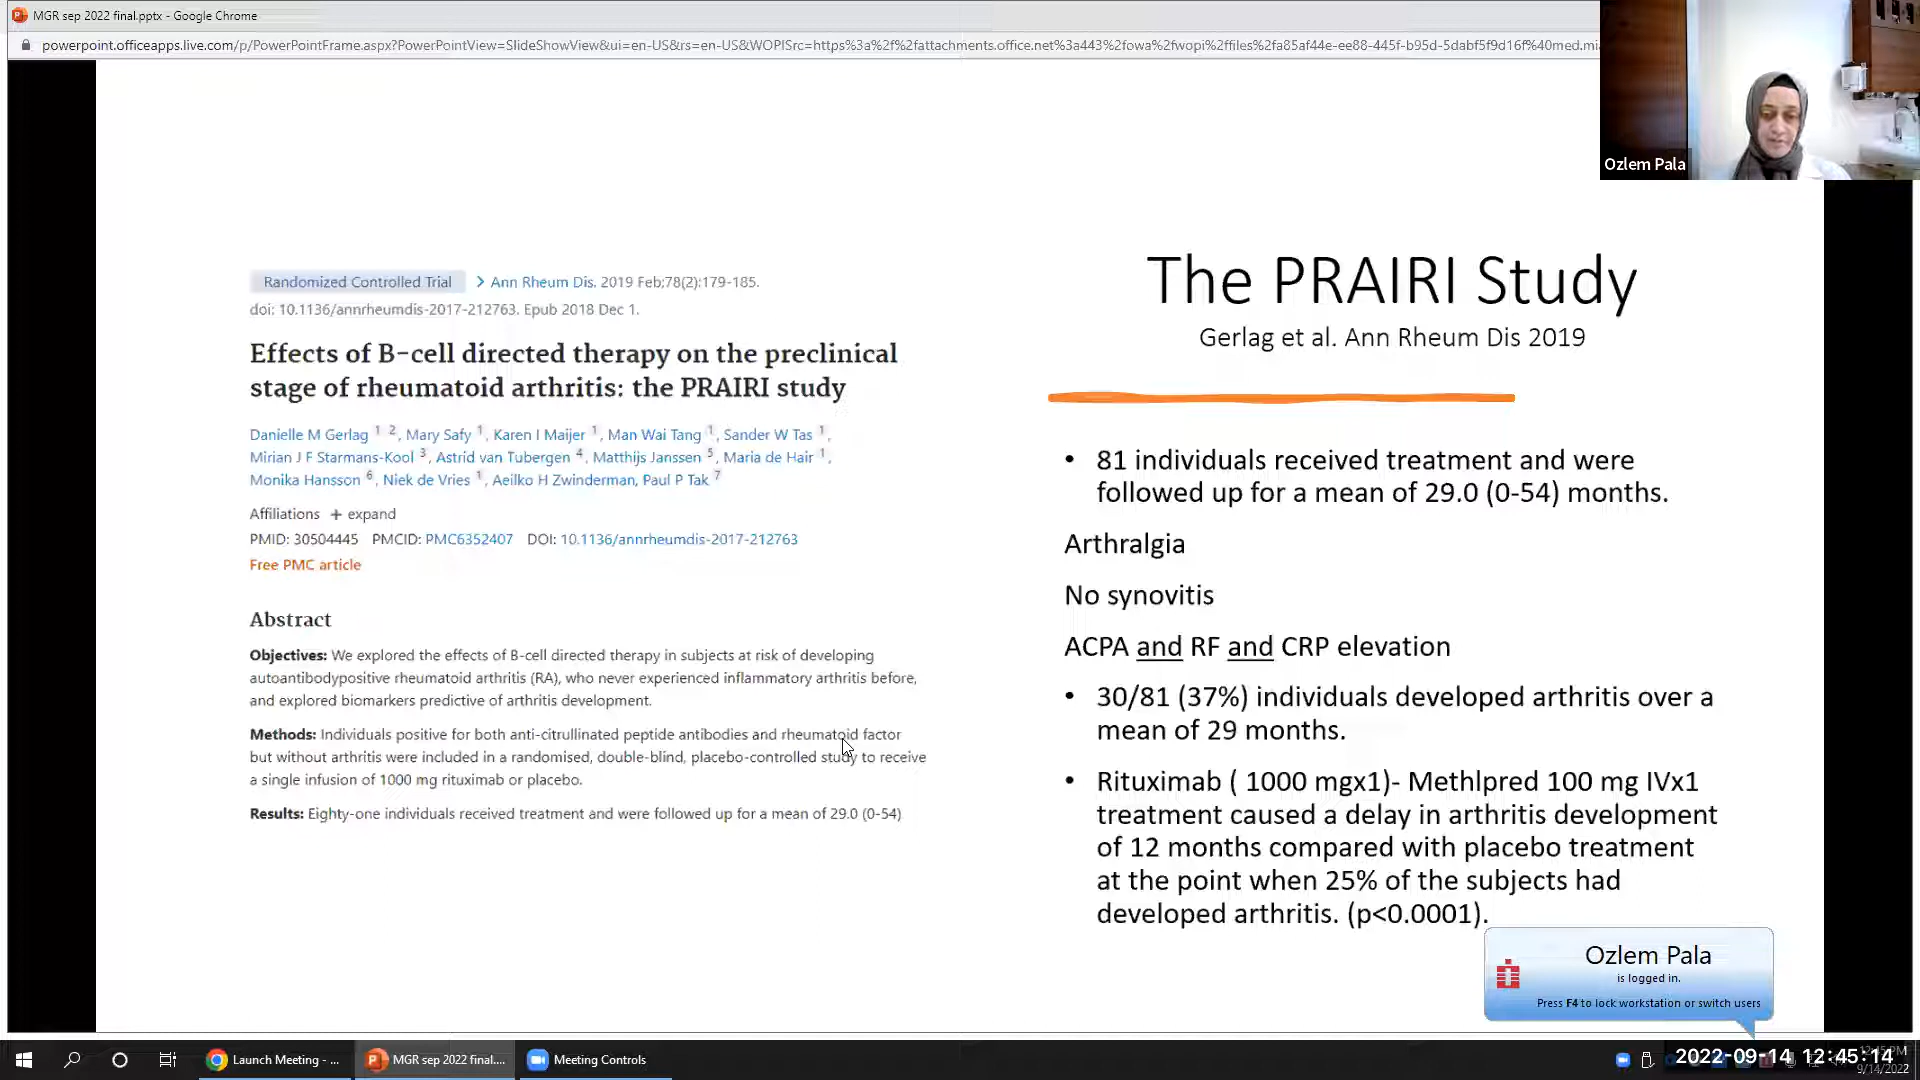 MGR sep 2022 final.pptx - Google Chrome
powerpoint.officeapps.live.com/p/PowerPointFrame.aspx?PowerPointView=SlideShowView&ui=en-US&rs=en-US&WOPISrc=https%3a%2f%2fattachments.office.net%3a443%2fowa%2fwopi%2ffiles%2fa85af44e-ee88-445f-b95d-5dabf5f9d16f%40med.mi
Ozlem Pala
Randomized Controlled Trial > Ann Rheum Dis. 2019 Feb;78(2):179-185.
doi: 10.1136/annrheumdis-2017-212763. Epub 2018 Dec 1.
Effects of B-cell directed therapy on the preclinical
stage of rheumatoid arthritis: the PRAIRI study
Danielle M Gerlag 1 2, Mary Safy 1, Karen I Maijer 1, Man Wai Tang 1, Sander W Tas 1,
Mirian J F Starmans-Kool 3, Astrid van Tubergen 4, Matthijs Janssen 5, Maria de Hair 1,
Monika Hansson 6, Niek de Vries 1, Aeilko H Zwinderman, Paul P Tak 7
Affiliations + expand
PMID: 30504445 PMCID: PMC6352407 DOI: 10.1136/annrheumdis-2017-212763
Free PMC article
Abstract
Objectives: We explored the effects of B-cell directed therapy in subjects at risk of developing
autoantibodypositive rheumatoid arthritis (RA), who never experienced inflammatory arthritis before,
and explored biomarkers predictive of arthritis development.
Methods: Individuals positive for both anti-citrullinated peptide antibodies and rheumatoid factor
but without arthritis were included in a randomised, double-blind, placebo-controlled study to receive
a single infusion of 1000 mg rituximab or placebo.
Results: Eighty-one individuals received treatment and were followed up for a mean of 29.0 (0-54)
The PRAIRI Study
Gerlag et al. Ann Rheum Dis 2019
• 81 individuals received treatment and were
followed up for a mean of 29.0 (0-54) months.
Arthralgia
No synovitis
ACPA and RF and CRP elevation
• 30/81 (37%) individuals developed arthritis over a
mean of 29 months.
• Rituximab ( 1000 mgx1)- Methlpred 100 mg IVx1
treatment caused a delay in arthritis development
of 12 months compared with placebo treatment
at the point when 25% of the subjects had
developed arthritis. (p<0.0001).
Ozlem Pala
is logged in.
Press F4 to lock workstation or switch users
Launch Meeting - ...
MGR sep 2022 final....
Meeting Controls
2022-09-14 12:45:14
9/14/2022